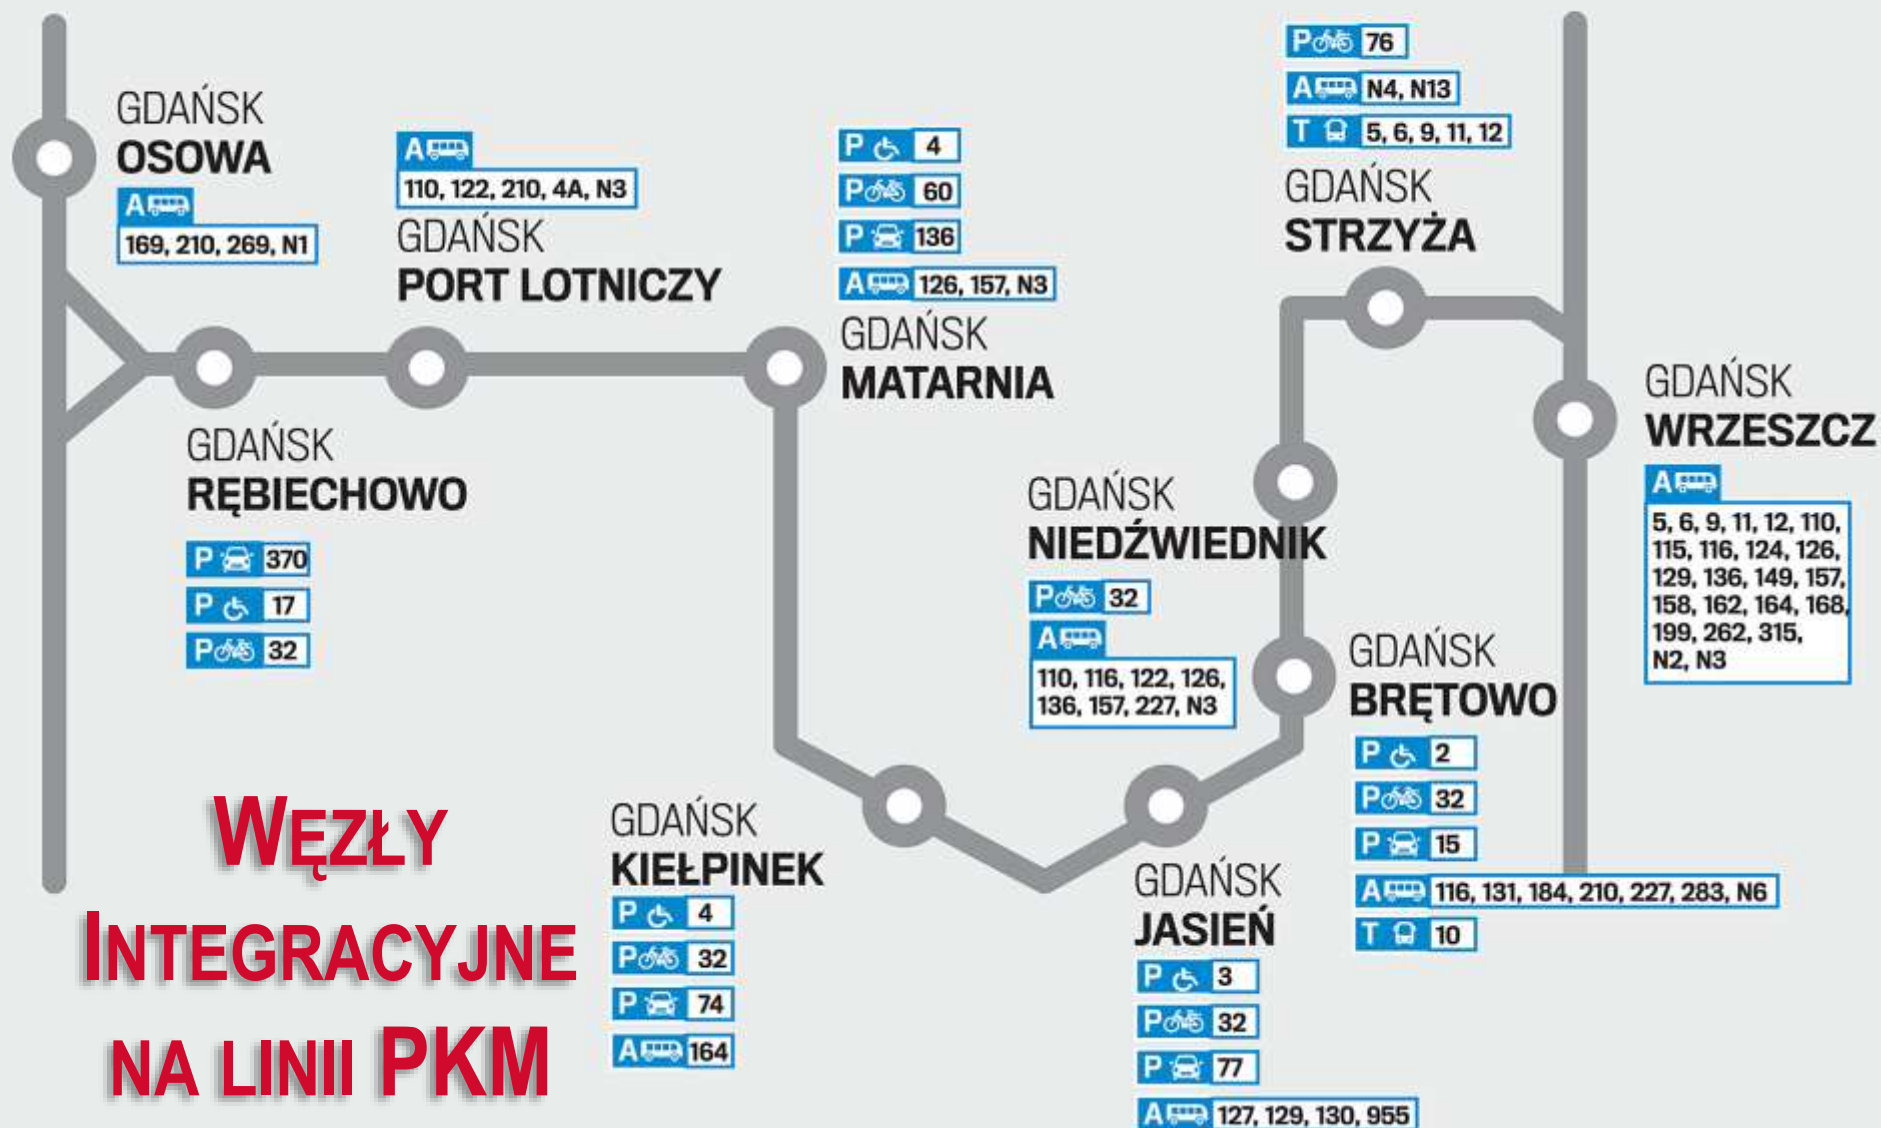 GDAŃSK
OSOWA
A
169, 210, 269, N1
A
110, 122, 210, 4A, N3
GDAŃSK
PORT LOTNICZY
P 4
P 60
P 136
A 126, 157, N3
GDAŃSK
MATARNIA
P 76
A N4, N13
T 5, 6, 9, 11, 12
GDAŃSK
STRZYŻA
GDAŃSK
WRZESZCZ
A
5, 6, 9, 11, 12, 110,
115, 116, 124, 126,
129, 136, 149, 157,
158, 162, 164, 168,
199, 262, 315,
N2, N3
GDAŃSK
RĘBIECHOWO
P 370
P 17
P 32
GDAŃSK
NIEDŹWIEDNIK
P 32
A
110, 116, 122, 126,
136, 157, 227, N3
GDAŃSK
BRĘTOWO
P 2
P 32
P 15
A 116, 131, 184, 210, 227, 283, N6
T 10
GDAŃSK
KIEŁPINEK
P 4
P 32
P 74
A 164
GDAŃSK
JASIEŃ
P 3
P 32
P 77
A 127, 129, 130, 955
WĘZŁY
INTEGRACYJNE
NA LINII PKM